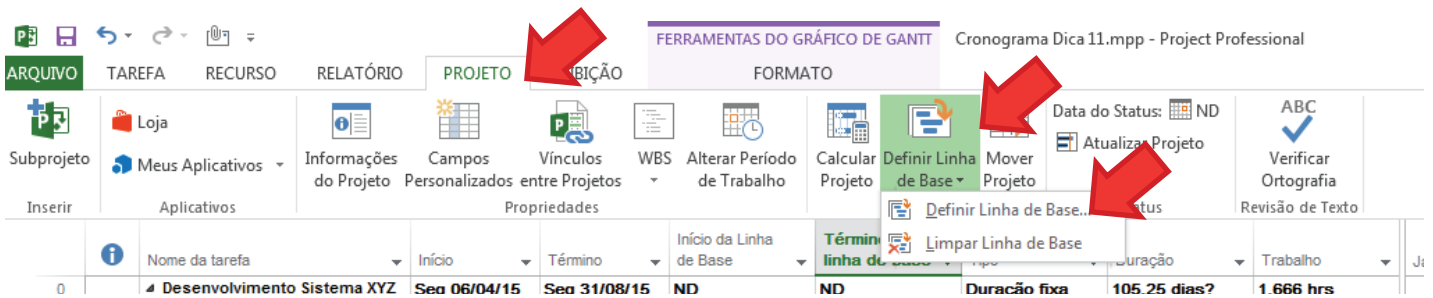 FERRAMENTAS DO GRÁFICO DE GANTT Cronograma Dica 11.mpp - Project Professional
ARQUIVO TAREFA RECURSO RELATÓRIO PROJETO FORMATO
Subprojeto
Loja
Meus Aplicativos
Informações
do Projeto
Campos
Personalizados
Vínculos
entre Projetos
WBS
Alterar Período
de Trabalho
Calcular
Projeto
Definir Linha
de Base
Mover
Projeto
Data do Status: ND
Atualizar Projeto
ABC
Verificar
Ortografia
Inserir Aplicativos Propriedades Revisão de Texto
Definir Linha de Base...
Limpar Linha de Base
Nome da tarefa Início Término
Início da Linha
de Base
Duração Trabalho
0 Desenvolvimento Sistema XYZ Seg 06/04/15 Seg 31/08/15 ND ND Duração fixa 105,25 dias? 1.666 hrs